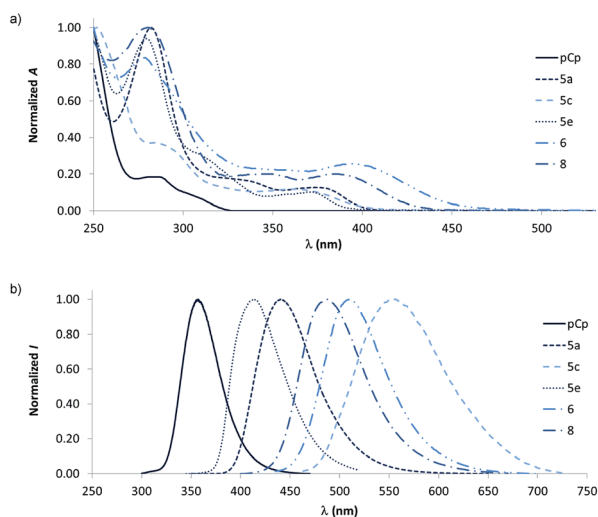 a)
Normalized A
1.00
0.80
0.60
0.40
0.20
0.00
250 300 350 400 450 500
λ (nm)
pCp
5a
5c
5e
6
8
b)
Normalized I
1.00
0.80
0.60
0.40
0.20
0.00
250 300 350 400 450 500 550 600 650 700 750
λ (nm)
pCp
5a
5c
5e
6
8